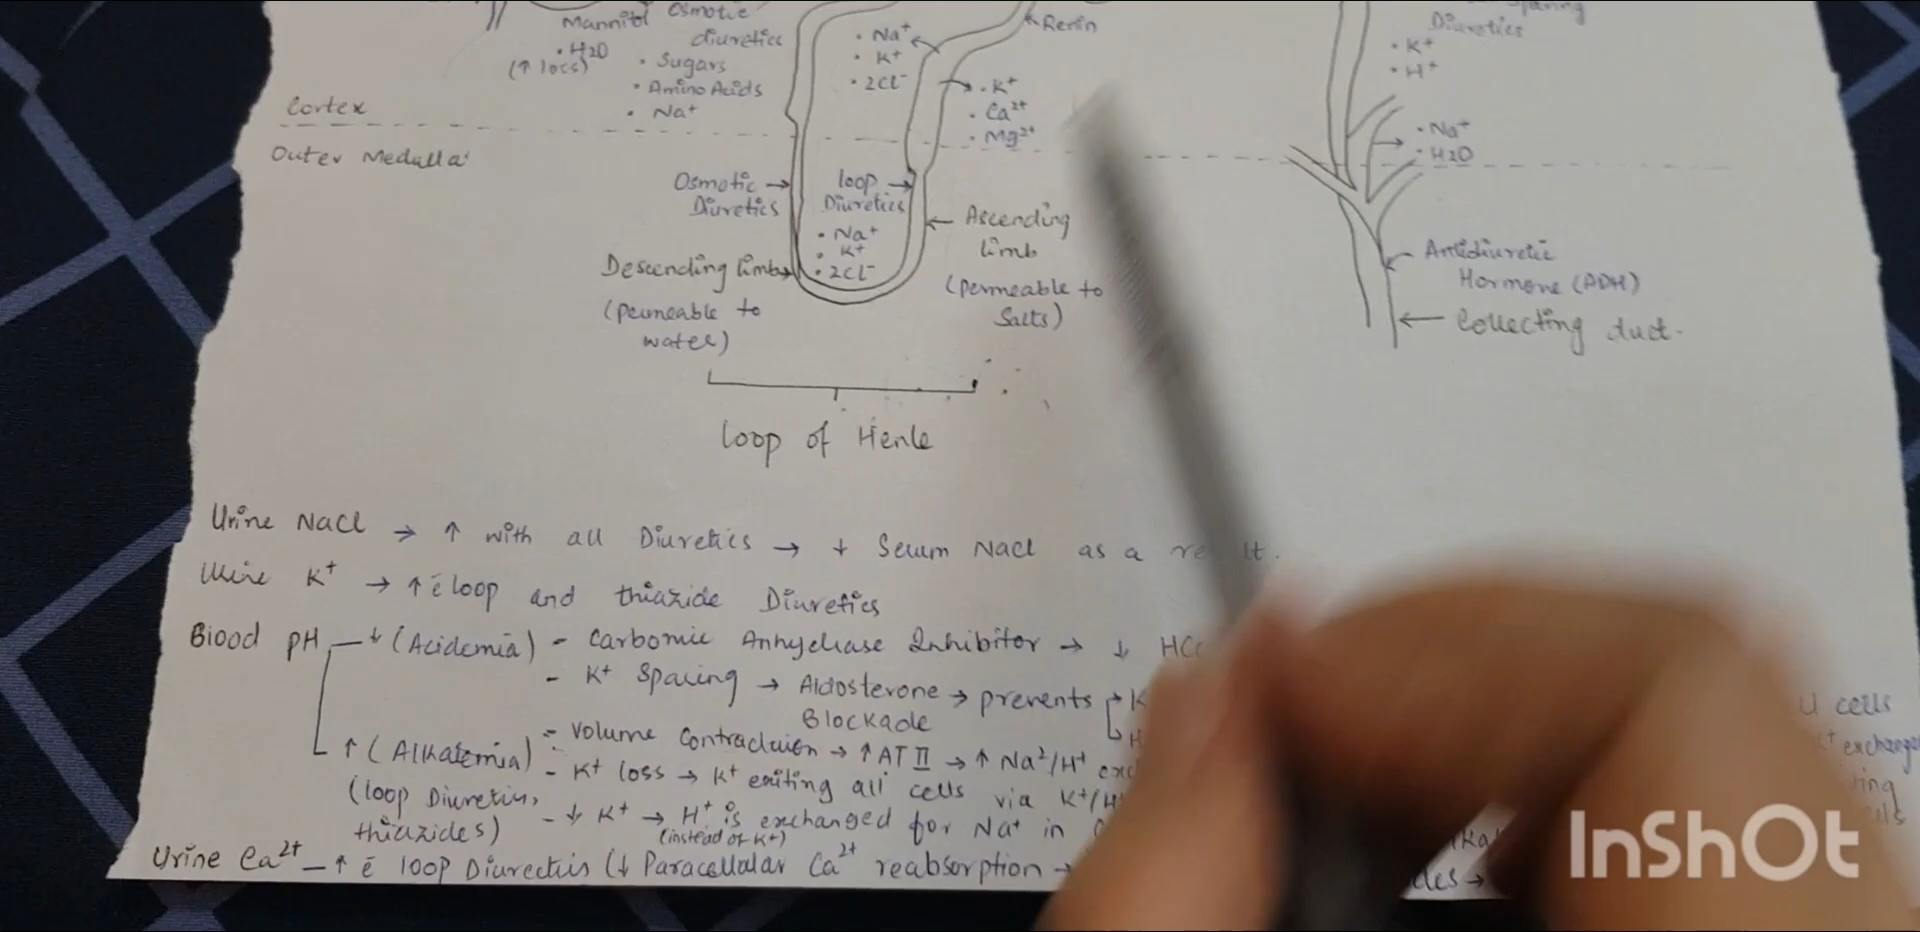 Mannitol
Osmotic
diuretics
• H2O
(↑ locs)
• Sugars
• Amino Acids
• Na+
• Na+
• K+
• 2Cl-
Renin
• K+
• Ca2+
• Mg2+
Diuretics
• K+
• H+
• Na+
• H2O
Cortex
Outer Medulla
Osmotic →
Diuretics
loop →
Diuretics
• Na+
• K+
• 2Cl-
← Ascending
limb
(permeable to
Salts)
Descending limb →
(permeable to
water)
Antidiuretic
Hormone (ADH)
← Collecting duct.
Loop of Henle
Urine NaCl → ↑ with all Diuretics → ↓ Serum NaCl as a re lt.
Urine K+ → ↑ c̄ loop and thiazide Diuretics
Blood pH — ↓ (Acidemia) - Carbonic Anhydrase Inhibitor → ↓
- K+ Sparing → Aldosterone → prevents → K
Blockade
cells
↑ (Alkalemia) - Volume Contraction → ↑ AT II → ↑ Na2/H+
exchange
(loop Diuretics,
thiazides)
- K+ loss → K+ exiting all cells via K+/H+
- ↓ K+ → H+ is exchanged for Na+ in
(instead of K+)
Urine Ca2+ — ↑ c̄ loop Diurectis (↓ Paracellular Ca2+ reabsorption →
InShOt